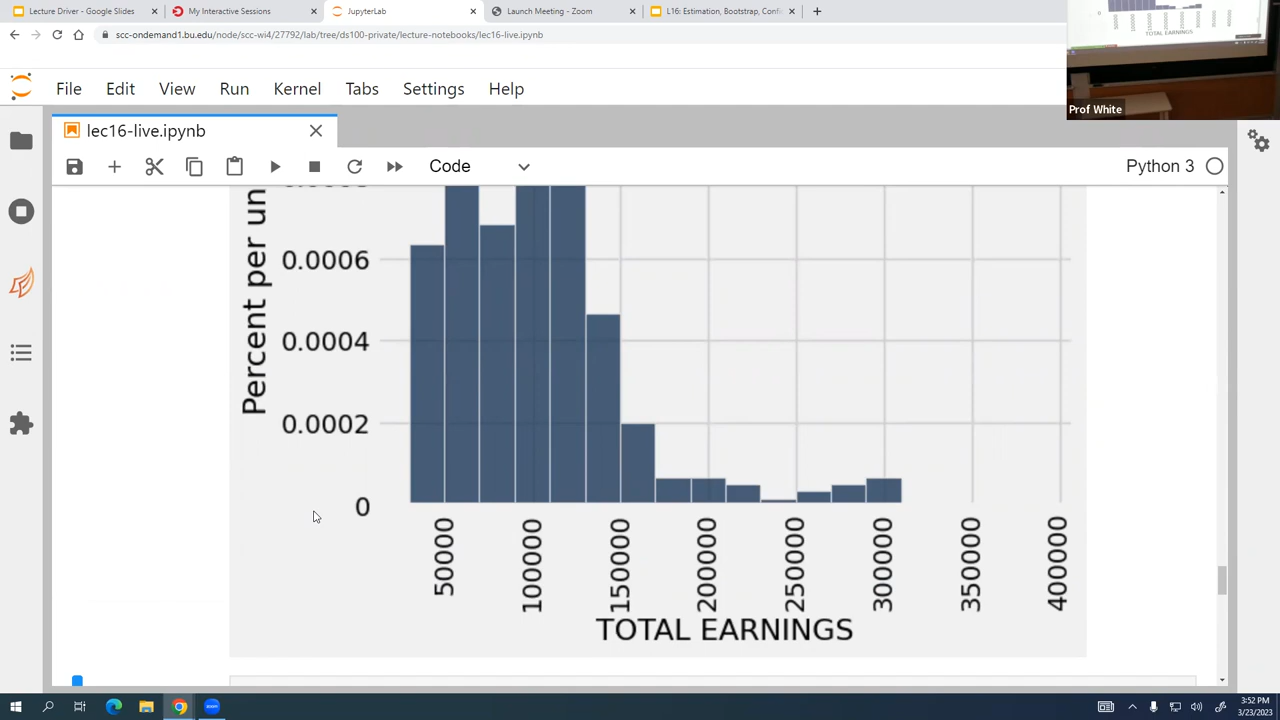 Lecture Driver - Google Slides
My Interactive Sessions
JupyterLab
Launch Meeting - Zoom
L16: Estimation, Bootstrap, Confi
scc-ondemand1.bu.edu/node/scc-wi4/27792/lab/tree/ds100-private/lecture-notebooks/lec16-live.ipynb
File Edit View Run Kernel Tabs Settings Help
Prof White
lec16-live.ipynb
Code
Python 3
Percent per un
0.0006
0.0004
0.0002
0
50000
100000
150000
200000
250000
300000
350000
400000
TOTAL EARNINGS
3:52 PM
3/23/2023